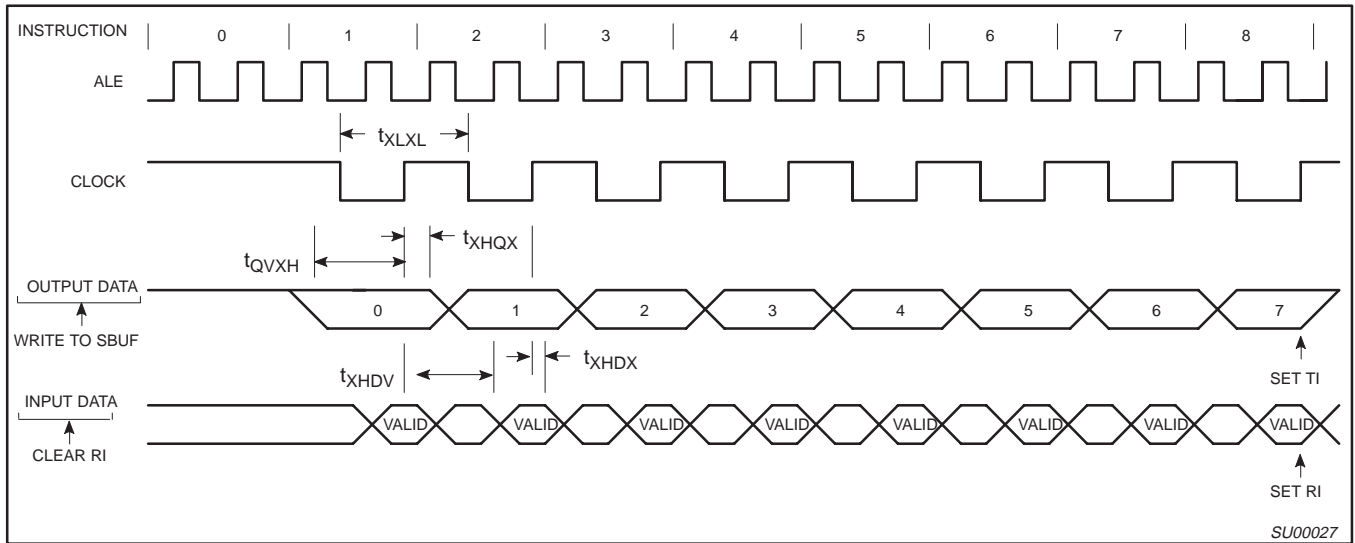 INSTRUCTION 0 1 2 3 4 5 6 7 8
ALE
tXLXL
CLOCK
tXHQX
tQVXH
OUTPUT DATA
0 1 2 3 4 5 6 7
WRITE TO SBUF
tXHDX
tXHDV
SET TI
INPUT DATA
VALID VALID VALID VALID VALID VALID VALID VALID
CLEAR RI
SET RI
SU00027